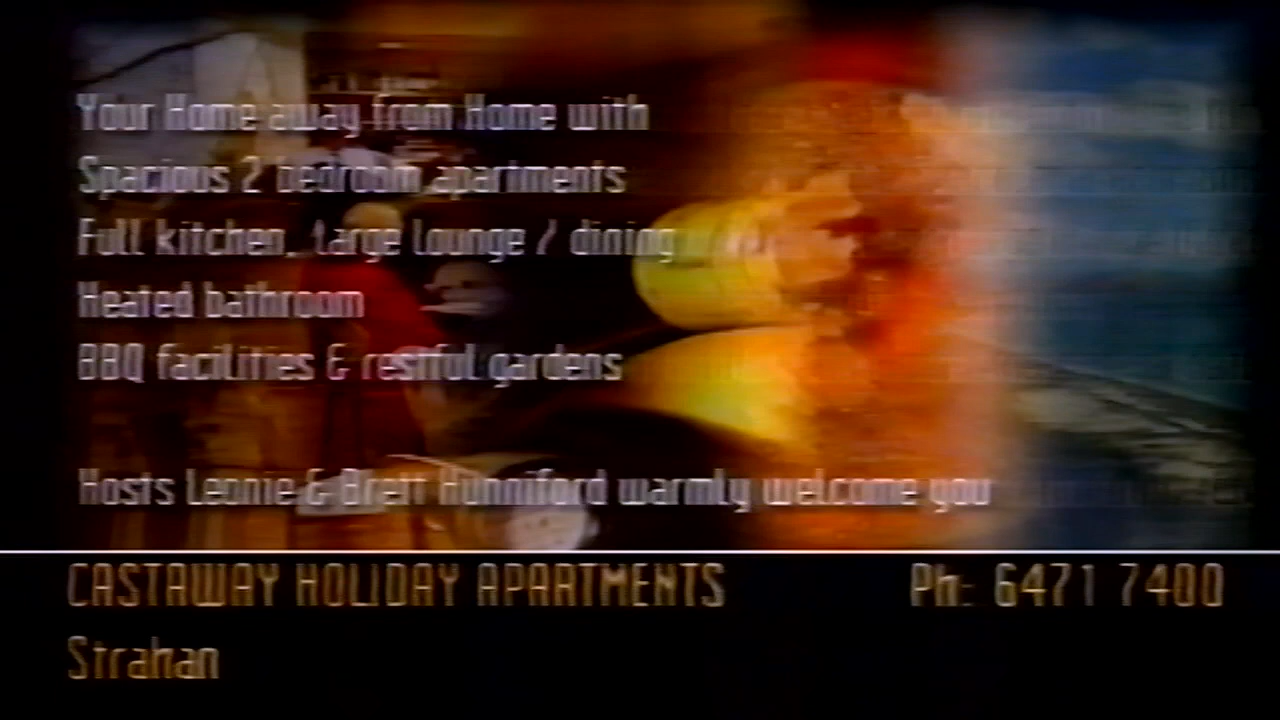 Your Home away from Home with
Spacious 2 bedroom apartments
Full kitchen, large lounge / dining
Heated bathroom
BBQ facilities & restful gardens
Hosts Leonie & Brett Hunniford warmly welcome you
CASTAWAY HOLIDAY APARTMENTS
Ph: 6471 7400
Strahan